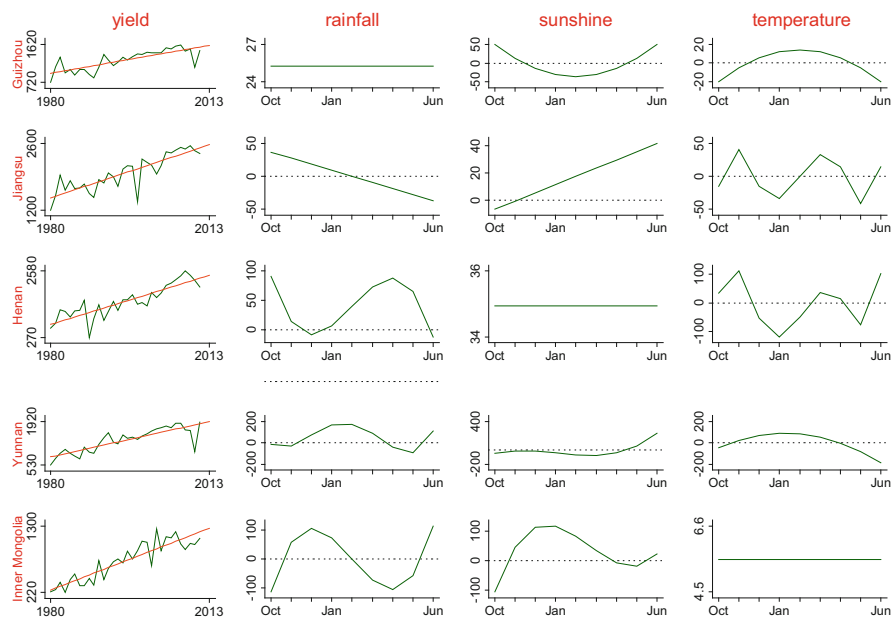 yield rainfall sunshine temperature
Guizhou 720 1620 1980 2013 24 27 Oct Jan Jun -50 0 50 Oct Jan Jun -20 0 20 Oct Jan Jun
Jiangsu 1200 2600 1980 2013 -50 0 50 Oct Jan Jun 0 20 40 Oct Jan Jun -50 0 50 Oct Jan Jun
Henan 270 2580 1980 2013 0 50 100 Oct Jan Jun 34 36 Oct Jan Jun -100 0 100 Oct Jan Jun
Yunnan 530 1920 1980 2013 -200 0 200 Oct Jan Jun -200 400 Oct Jan Jun -200 0 200 Oct Jan Jun
Inner Mongolia 220 1300 1980 2013 -100 0 100 Oct Jan Jun -100 0 100 Oct Jan Jun 4.5 6.6 Oct Jan Jun